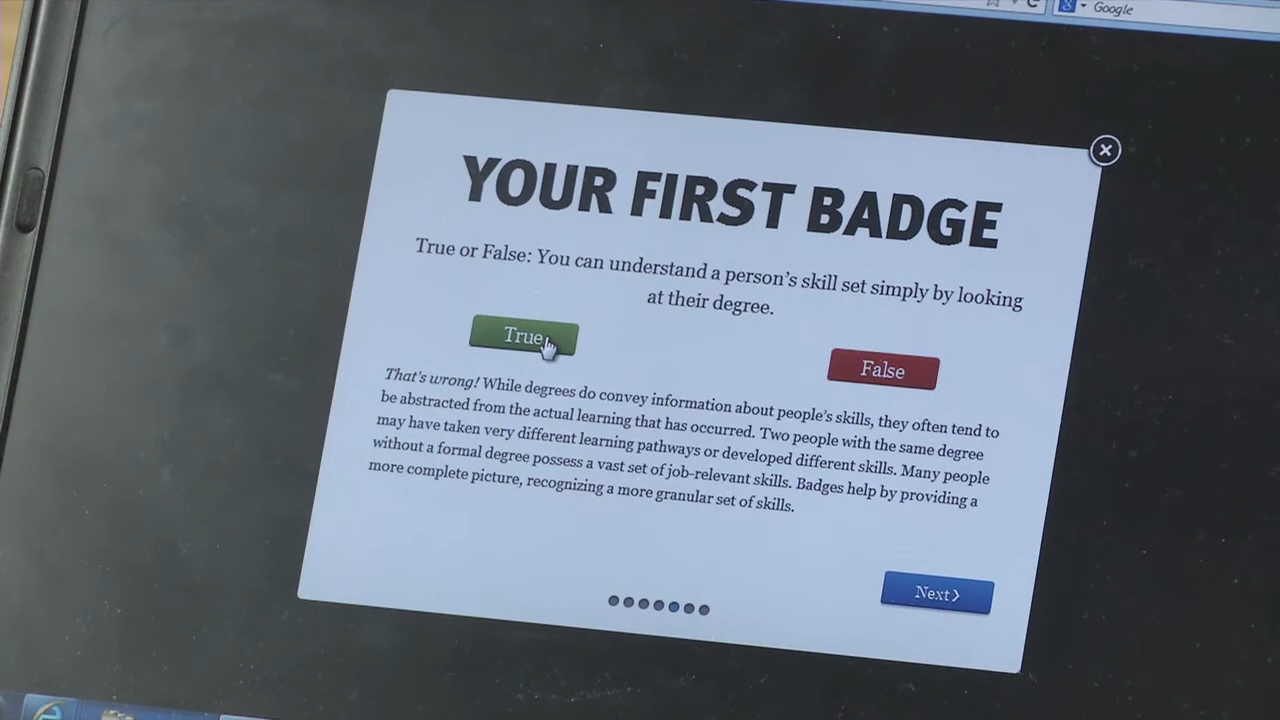 Google
YOUR FIRST BADGE
True or False: You can understand a person's skill set simply by looking
at their degree.
True
False
That's wrong! While degrees do convey information about people's skills, they often tend to
be abstracted from the actual learning that has occurred. Two people with the same degree
may have taken very different learning pathways or developed different skills. Many people
without a formal degree possess a vast set of job-relevant skills. Badges help by providing a
more complete picture, recognizing a more granular set of skills.
Next